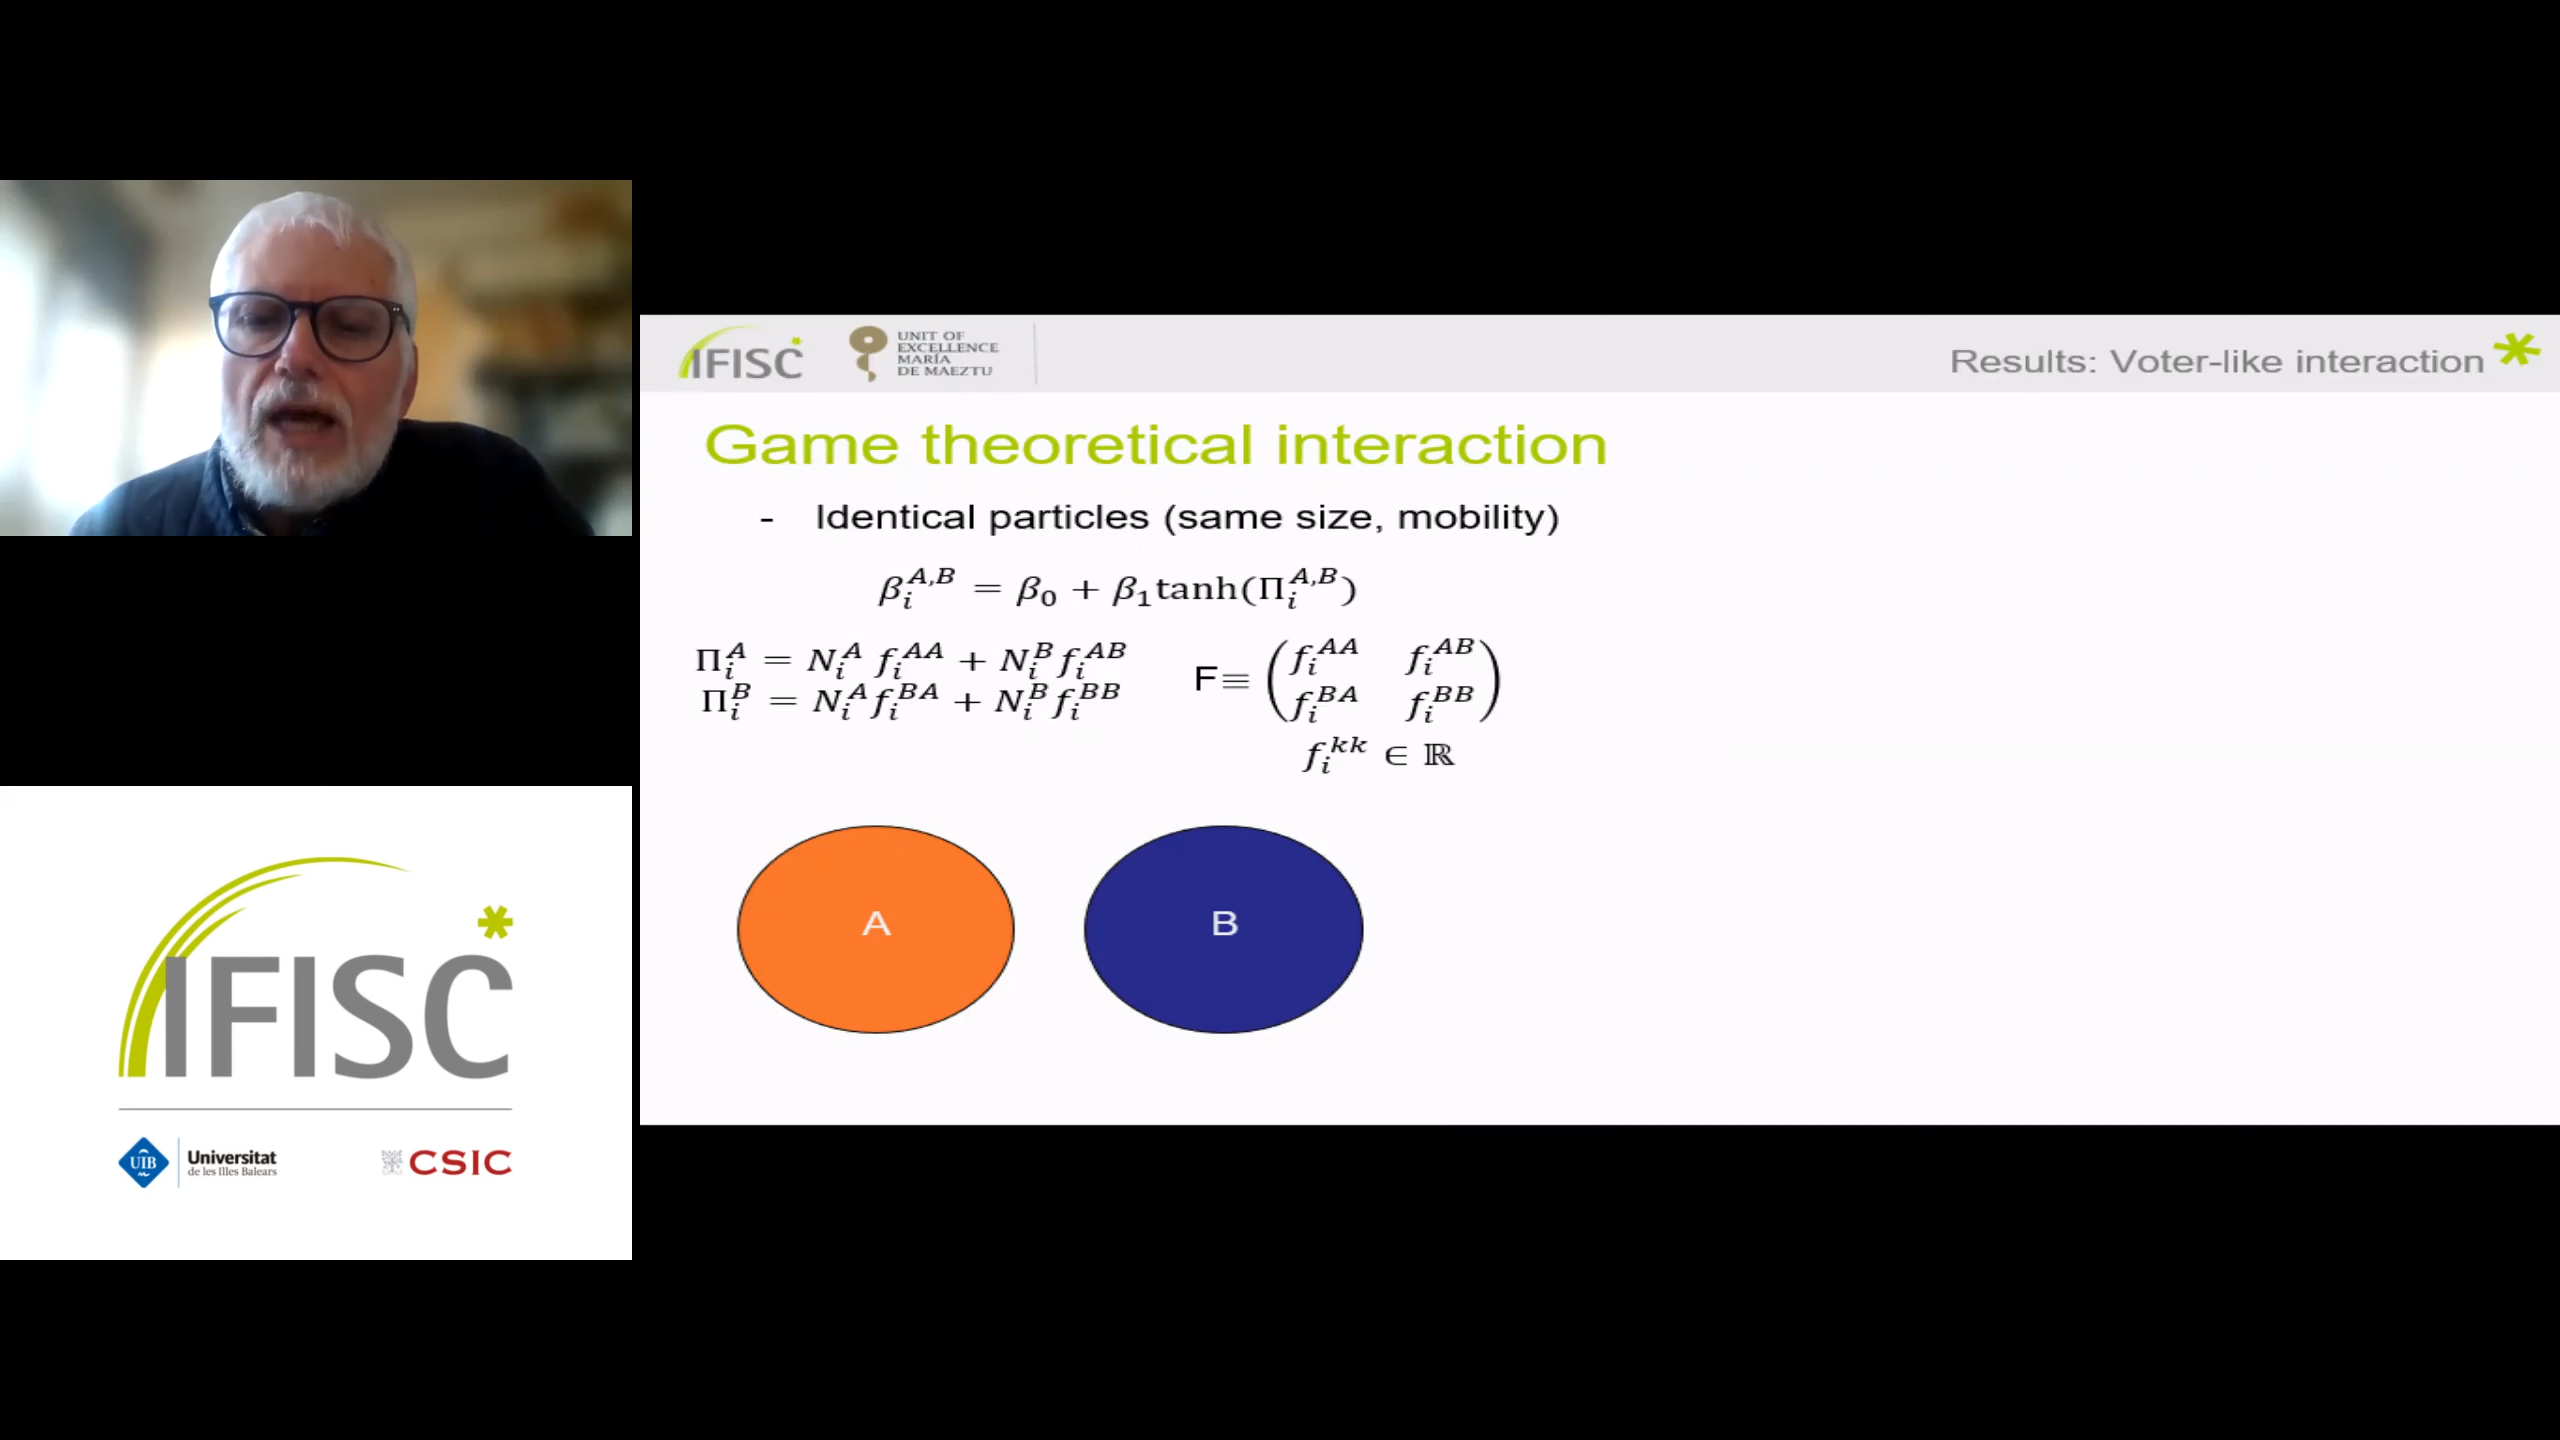 IFISC
UNIT OF
EXCELLENCE
MARÍA
DE MAEZTU
Results: Voter-like interaction
Game theoretical interaction
- Identical particles (same size, mobility)
β_i^{A,B} = β_0 + β_1 tanh(Π_i^{A,B})
Π_i^A = N_i^A f_i^{AA} + N_i^B f_i^{AB}
Π_i^B = N_i^A f_i^{BA} + N_i^B f_i^{BB}
F≡ (f_i^{AA} f_i^{AB}
f_i^{BA} f_i^{BB})
f_i^{kk} ∈ ℝ
A
B
IFISC
UIB
Universitat
de les Illes Balears
CSIC